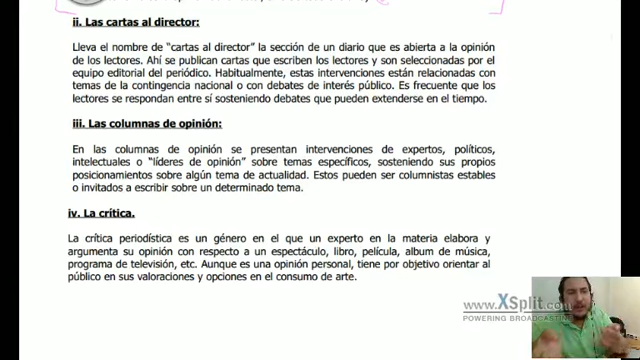 ii. Las cartas al director:
Lleva el nombre de “cartas al director” la sección de un diario que es abierta a la opinión
de los lectores. Ahí se publican cartas que escriben los lectores y son seleccionadas por el
equipo editorial del periódico. Habitualmente, estas intervenciones están relacionadas con
temas de la contingencia nacional o con debates de interés público. Es frecuente que los
lectores se respondan entre sí sosteniendo debates que pueden extenderse en el tiempo.
iii. Las columnas de opinión:
En las columnas de opinión se presentan intervenciones de expertos, políticos,
intelectuales o “líderes de opinión” sobre temas específicos, sosteniendo sus propios
posicionamientos sobre algún tema de actualidad. Estos pueden ser columnistas estables
o invitados a escribir sobre un determinado tema.
iv. La crítica.
La crítica periodística es un género en el que un experto en la materia elabora y
argumenta su opinión con respecto a un espectáculo, libro, película, album de música,
programa de televisión, etc. Aunque es una opinión personal, tiene por objetivo orientar al
público en sus valoraciones y opciones en el consumo de arte.
www.XSplit.com
POWERING BROADCASTING